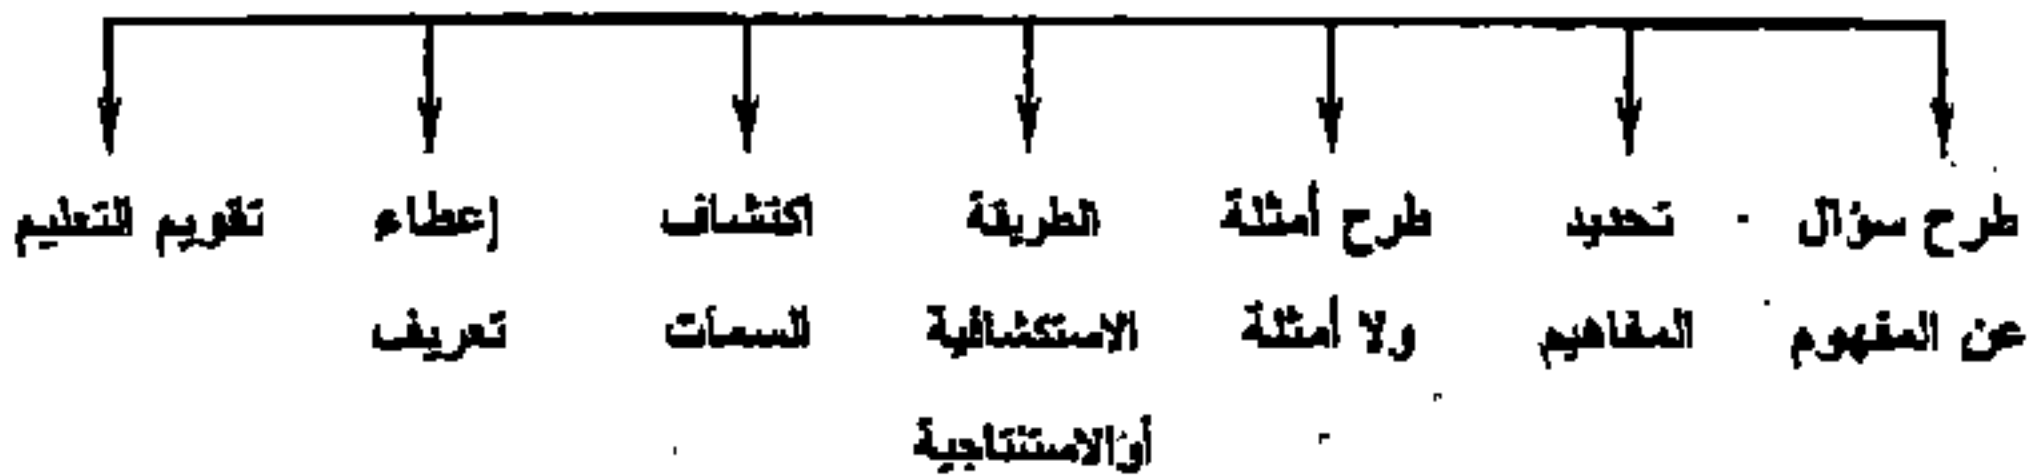 طرح سؤال
عن المفهوم
تحديد
المفاهيم
طرح أمثلة
ولا أمثلة
الطريقة
الاستكشافية
أوالاستنتاجية
اكتشاف
السمات
إعطاء
تعريف
تقويم التعليم